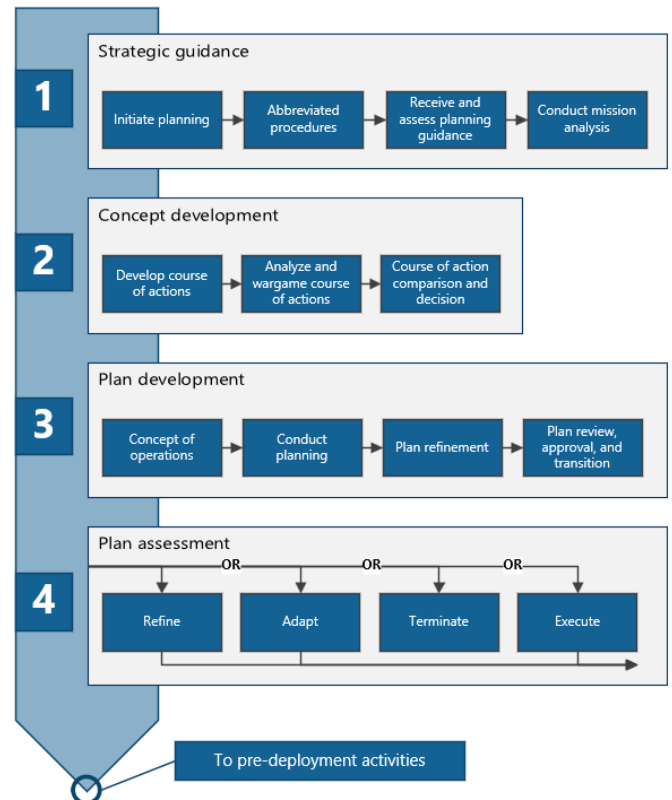 Strategic guidance
1
Initiate planning
Abbreviated
procedures
Receive and
assess planning
guidance
Conduct mission
analysis
Concept development
2
Develop course
of actions
Analyze and
wargame course
of actions
Course of action
comparison and
decision
Plan development
3
Concept of
operations
Conduct
planning
Plan refinement
Plan review,
approval, and
transition
Plan assessment
OR
OR
OR
4
Refine
Adapt
Terminate
Execute
To pre-deployment activities